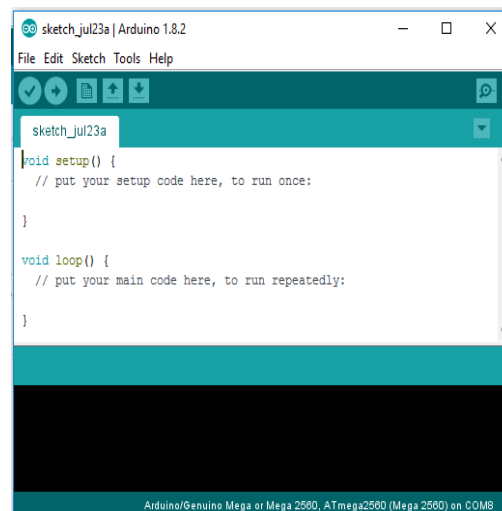 sketch_jul23a | Arduino 1.8.2
File Edit Sketch Tools Help
sketch_jul23a
void setup() {
  // put your setup code here, to run once:
}
void loop() {
  // put your main code here, to run repeatedly:
}
Arduino/Genuino Mega or Mega 2560, ATmega2560 (Mega 2560) on COM8